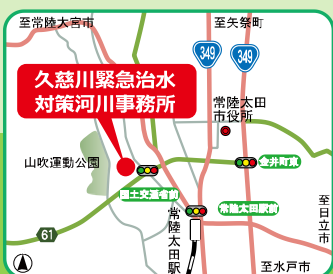 至常陸大宮市
至矢祭町
349
349
久慈川緊急治水
対策河川事務所
常陸太田
市役所
山吹運動公園
金井町東
国土交通省前
常陸太田駅前
61
常陸太田駅
至日立市
至水戸市